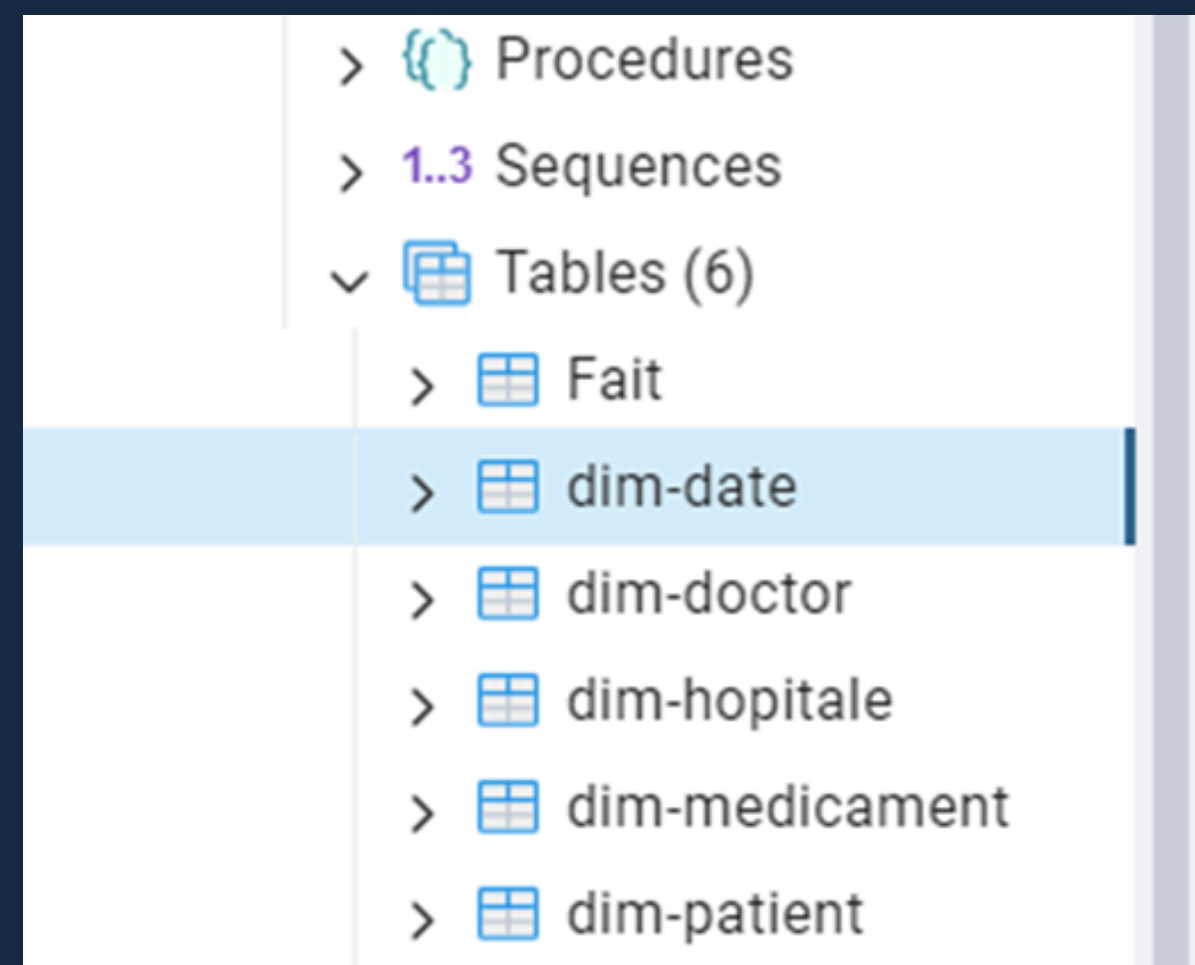 Procedures
1..3 Sequences
Tables (6)
Fait
dim-date
dim-doctor
dim-hopitale
dim-medicament
dim-patient